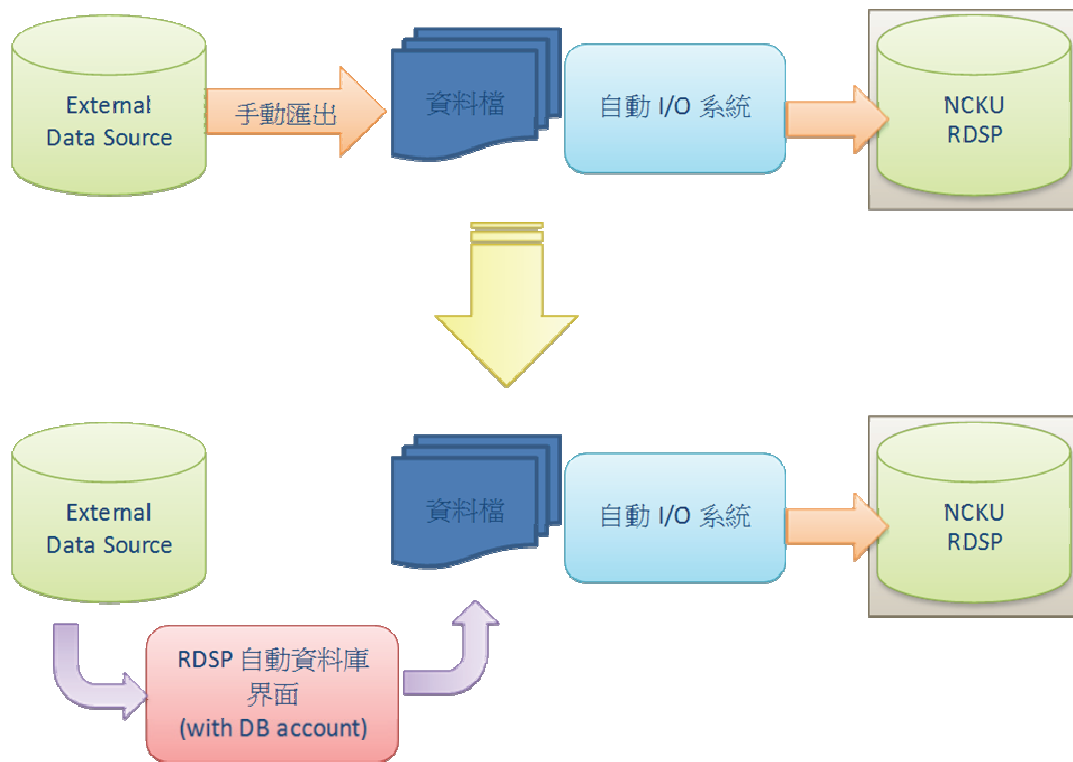 External
Data Source
手動匯出
資料檔
自動 I/O 系統
NCKU
RDSP
External
Data Source
資料檔
自動 I/O 系統
NCKU
RDSP
RDSP 自動資料庫
界面
(with DB account)